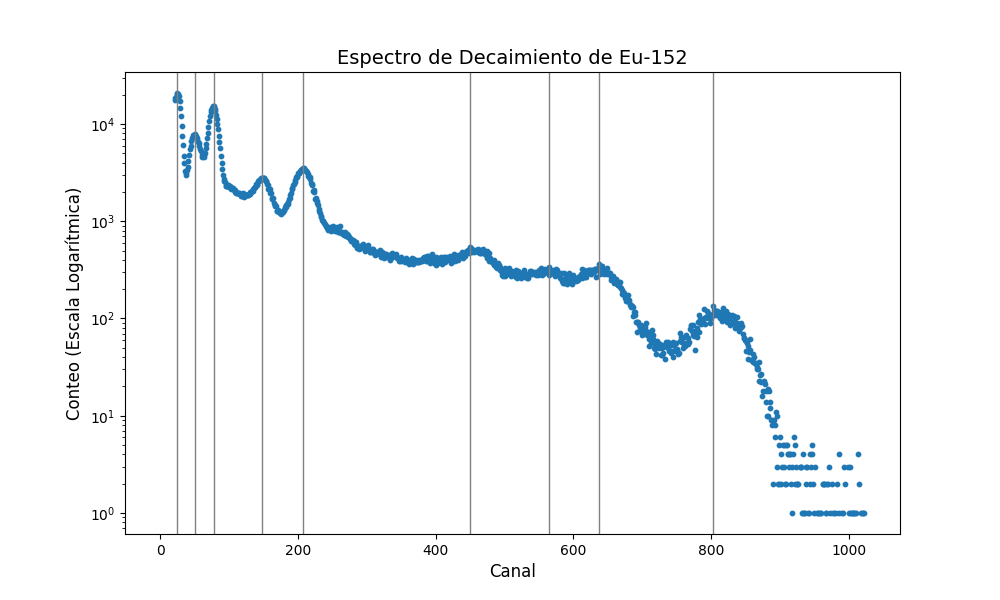 Espectro de Decaimiento de Eu-152
Conteo (Escala Logarítmica)
10⁴
10³
10²
10¹
10⁰
0 200 400 600 800 1000
Canal